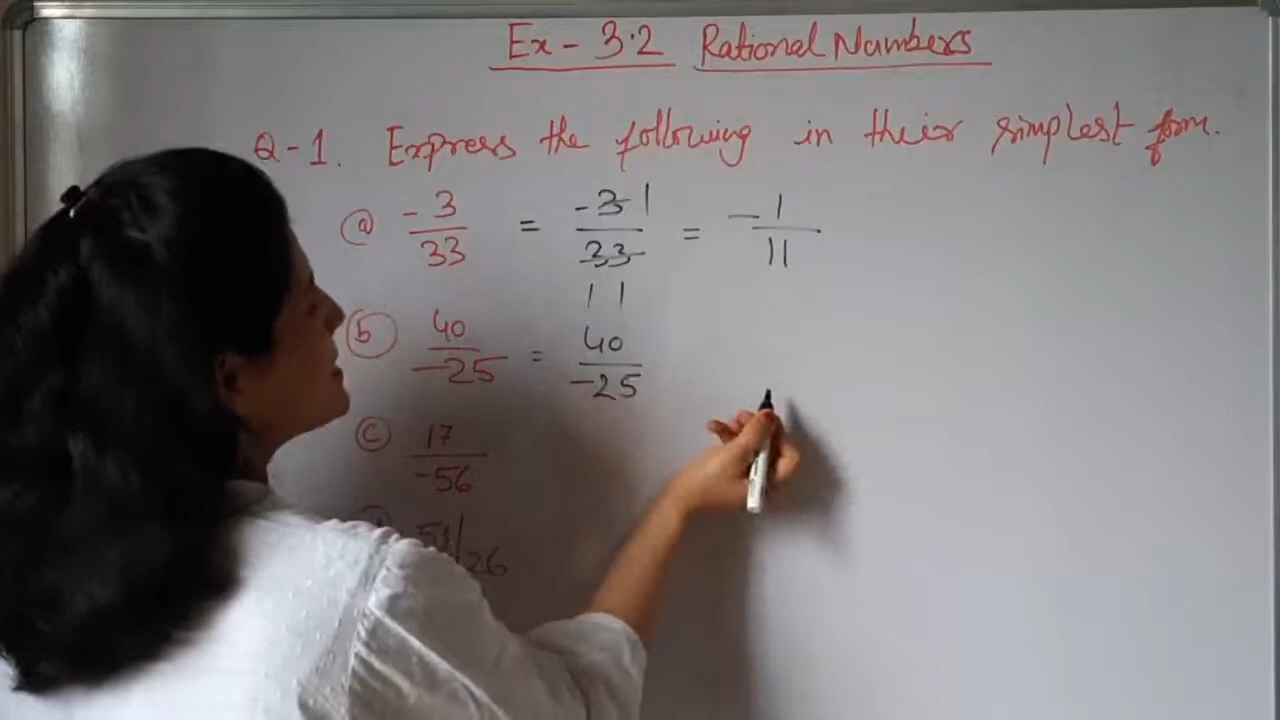 Ex - 3.2 Rational Numbers
Q-1. Express the following in their simplest form.
(a) -3/33 = -3 1/33 11 = -1/11
(b) 40/-25 = 40/-25
(c) 17/-56
/26